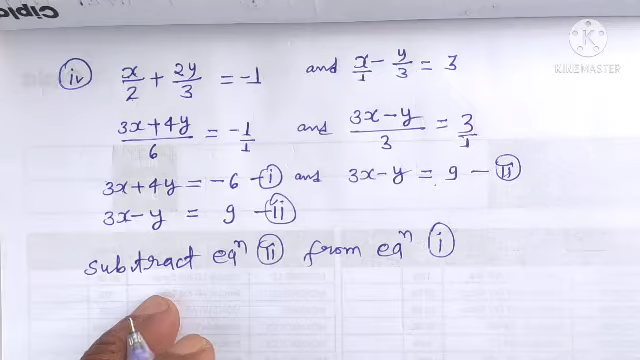 Cipla
KINEMASTER
iv x/2 + 2y/3 = -1 and x/1 - y/3 = 3
3x+4y/6 = -1/1 and 3x-y/3 = 3/1
3x+4y = -6 -(i) and 3x-y = 9 -(ii)
3x-y = 9 -(ii)
subtract eqⁿ (ii) from eqⁿ (i)